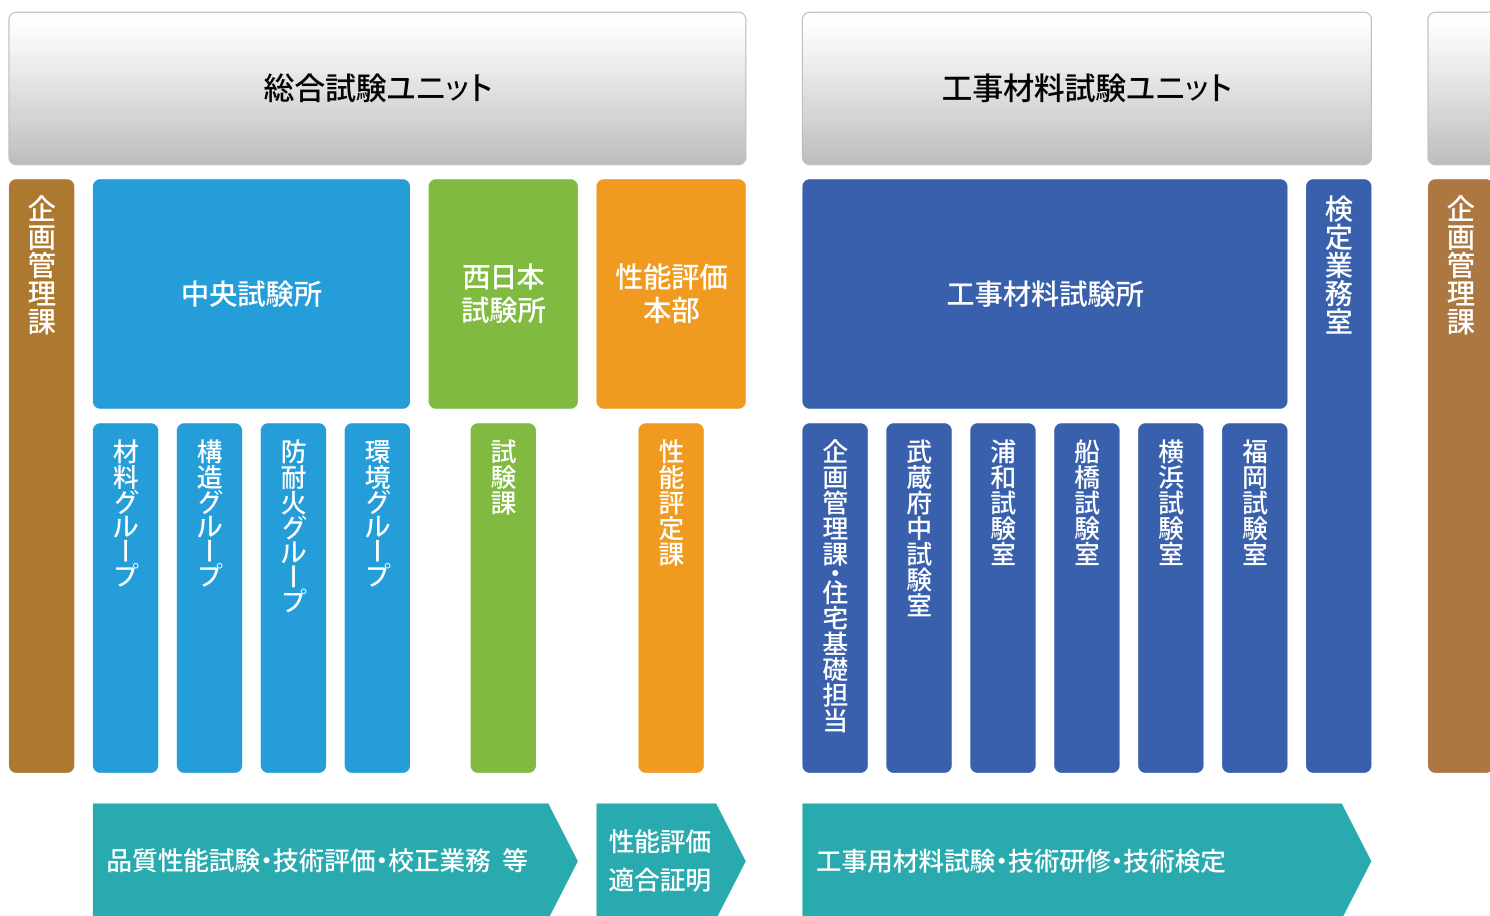 総合試験ユニット
工事材料試験ユニット
企画管理課
中央試験所
西日本
試験所
性能評価
本部
工事材料試験所
検定業務室
企画管理課
材料グループ
構造グループ
防耐火グループ
環境グループ
試験課
性能評定課
企画管理課・住宅基礎担当
武蔵府中試験室
浦和試験室
船橋試験室
横浜試験室
福岡試験室
品質性能試験・技術評価・校正業務 等
性能評価
適合証明
工事用材料試験・技術研修・技術検定